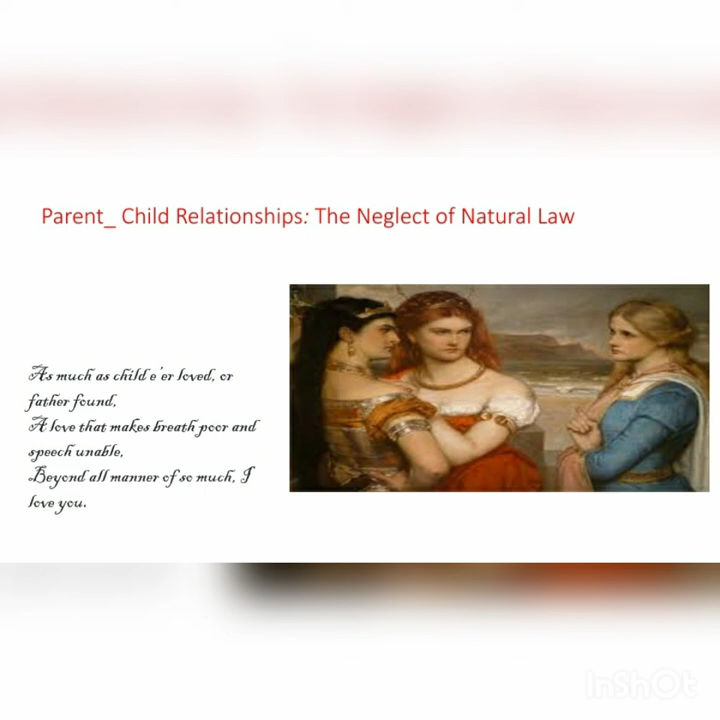 Parent_ Child Relationships: The Neglect of Natural Law
As much as child e'er loved, or
father found,
A love that makes breath poor and
speech unable,
Beyond all manner of so much, I
love you.
InShOt